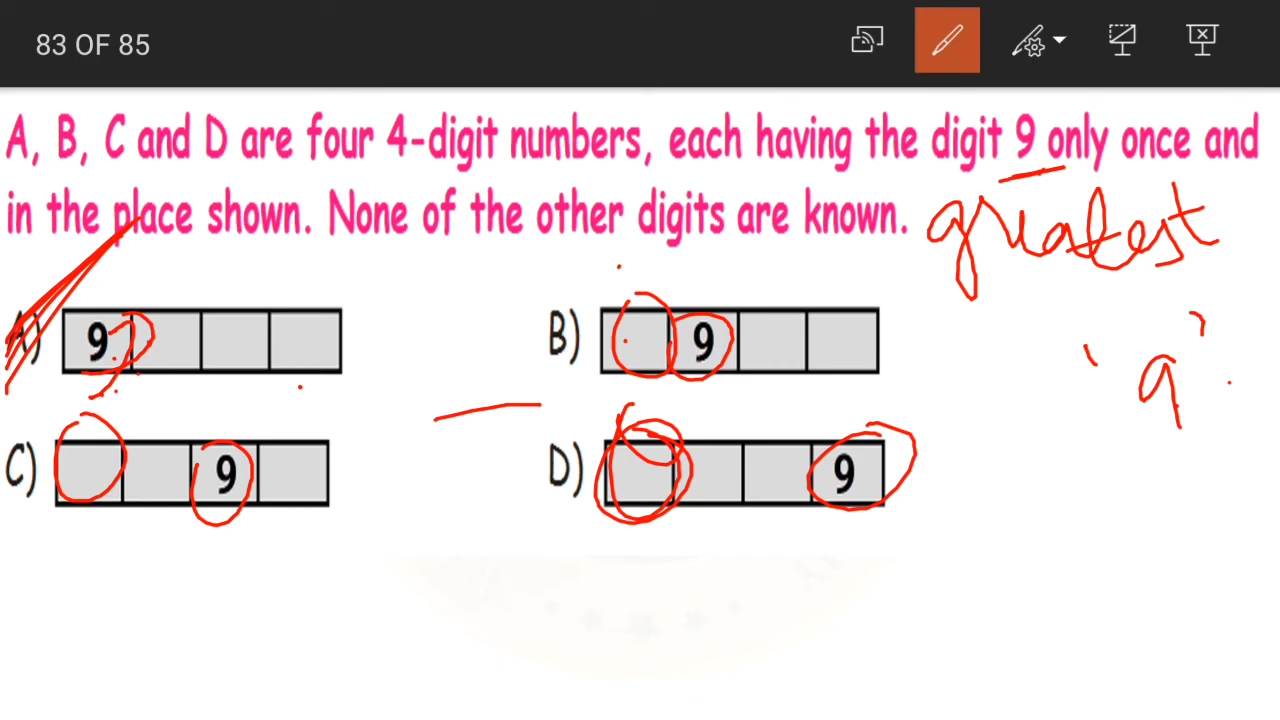 83 OF 85
A, B, C and D are four 4-digit numbers, each having the digit 9 only once and
in the place shown. None of the other digits are known.
greatest
A) 9
B) 9
' 9 '
C) 9
D) 9